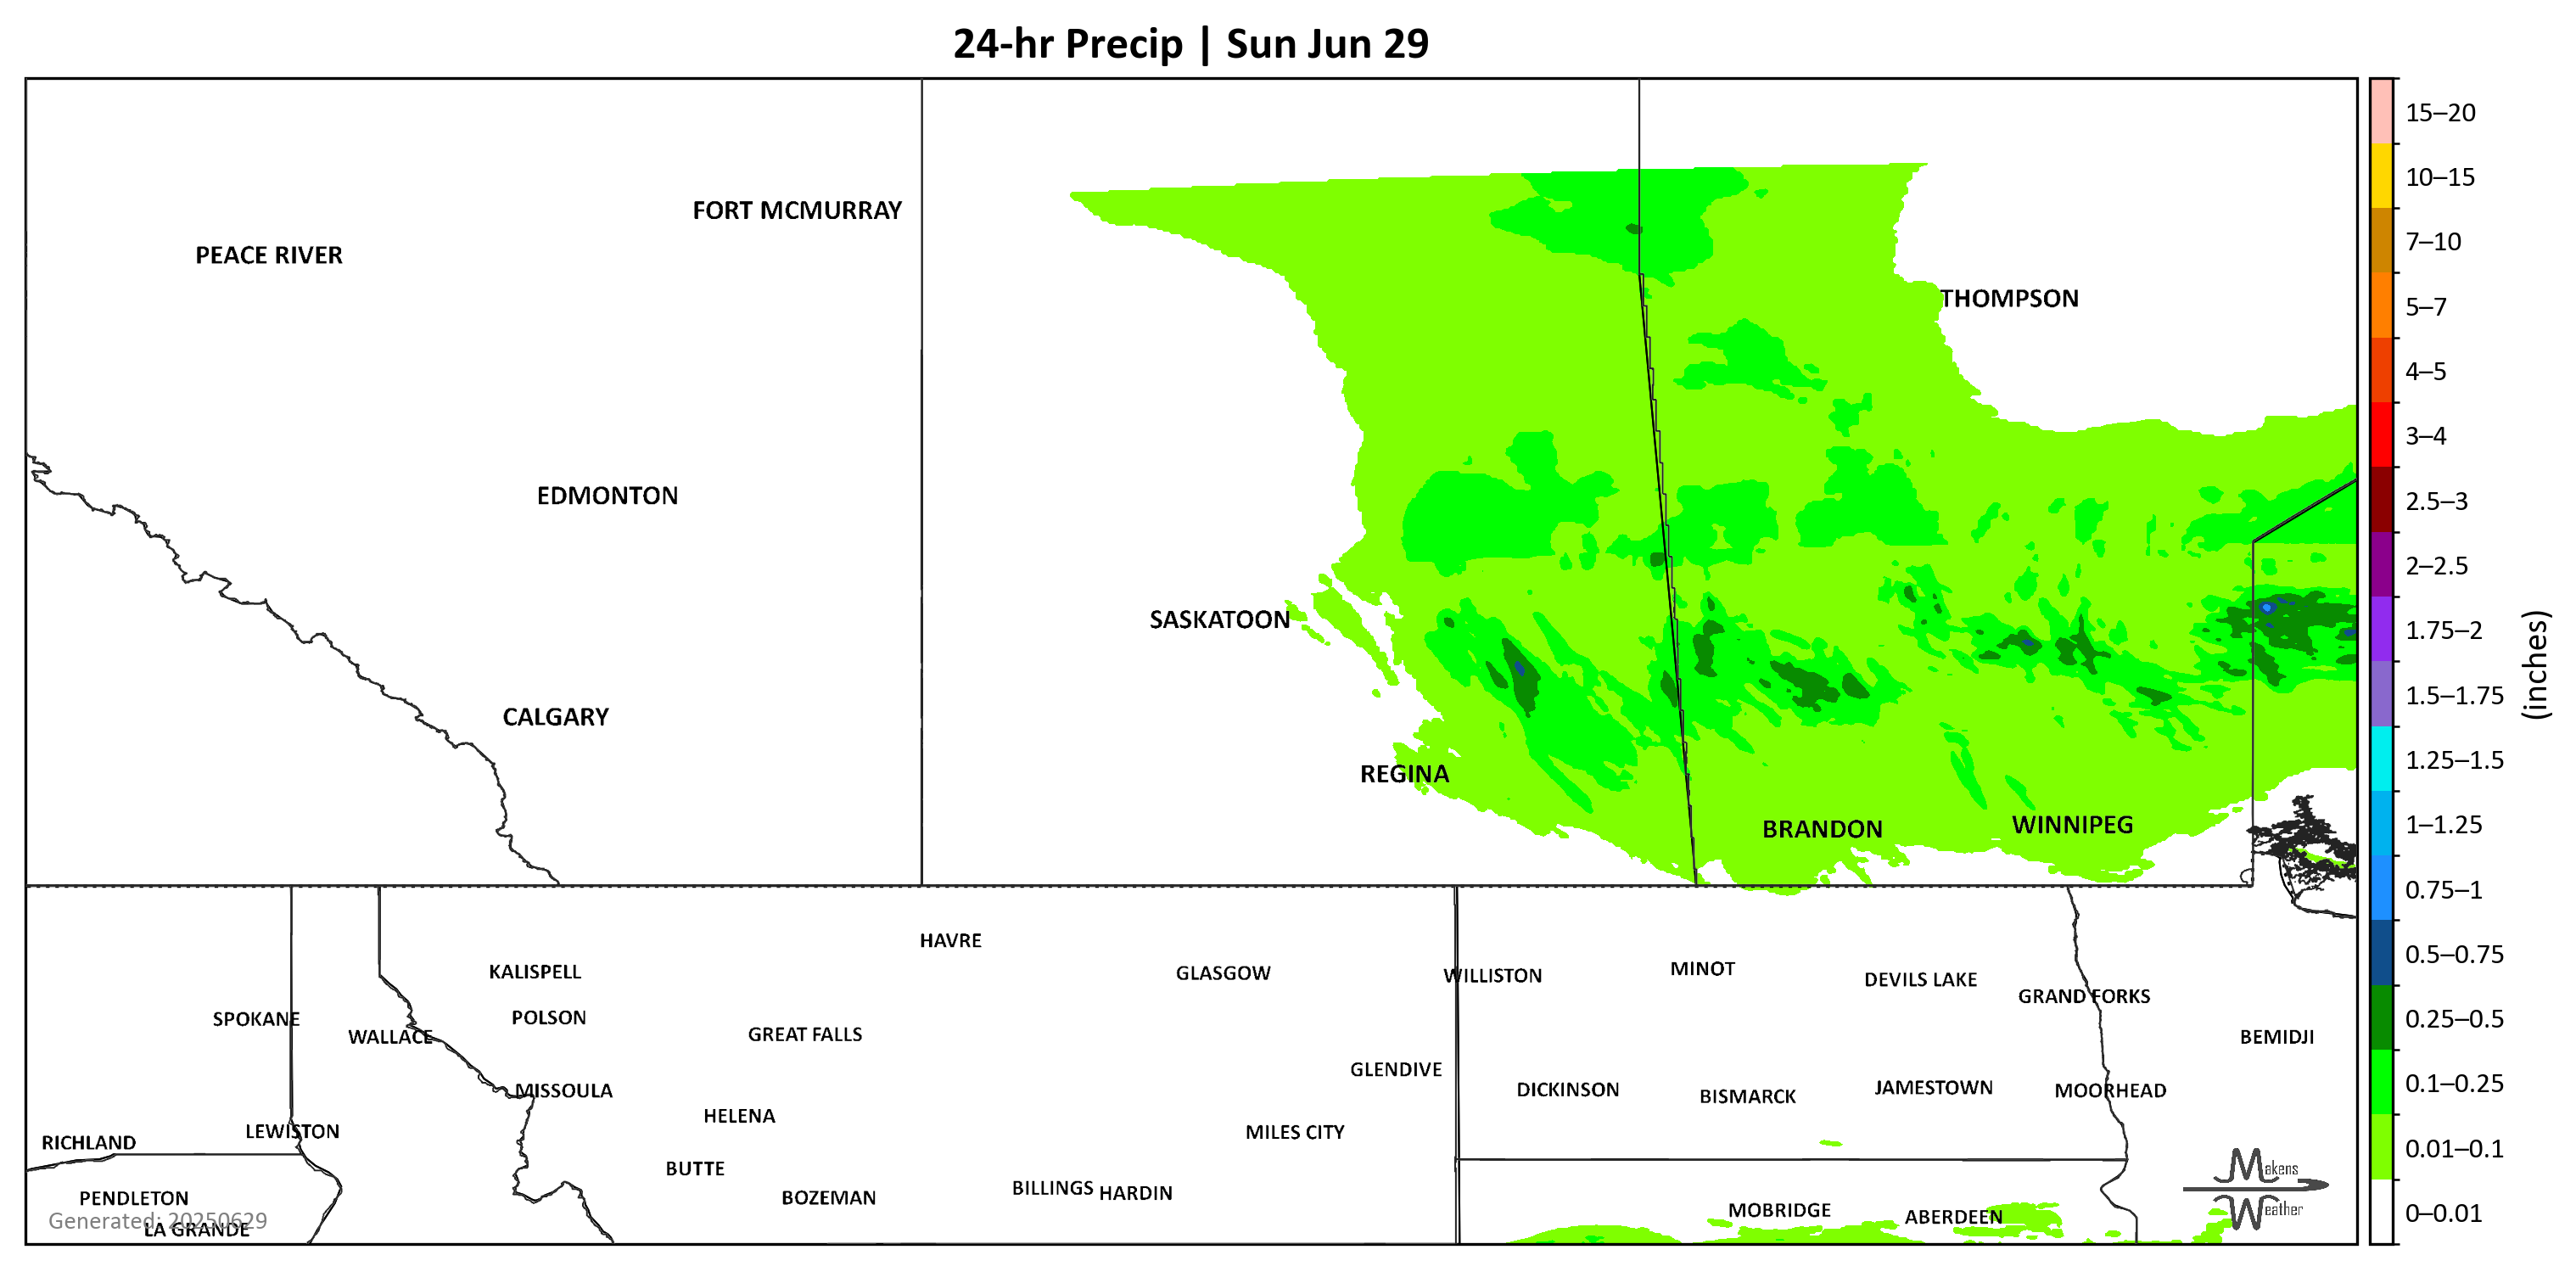 24-hr Precip | Sun Jun 29
15–20
10–15
FORT MCMURRAY
7–10
PEACE RIVER
THOMPSON
5–7
4–5
3–4
EDMONTON
2.5–3
2–2.5
SASKATOON
1.75–2
(inches)
1.5–1.75
CALGARY
1.25–1.5
REGINA
1–1.25
BRANDON
WINNIPEG
0.75–1
HAVRE
0.5–0.75
KALISPELL
GLASGOW
WILLISTON
MINOT
DEVILS LAKE
GRAND FORKS
SPOKANE
POLSON
0.25–0.5
WALLACE
GREAT FALLS
BEMIDJI
GLENDIVE
0.1–0.25
MISSOULA
DICKINSON
BISMARCK
JAMESTOWN
MOORHEAD
HELENA
LEWISTON
MILES CITY
RICHLAND
0.01–0.1
BUTTE
Makens
PENDLETON
BOZEMAN
BILLINGS
HARDIN
MOBRIDGE
ABERDEEN
Weather
0–0.01
Generated: 20250629
LA GRANDE